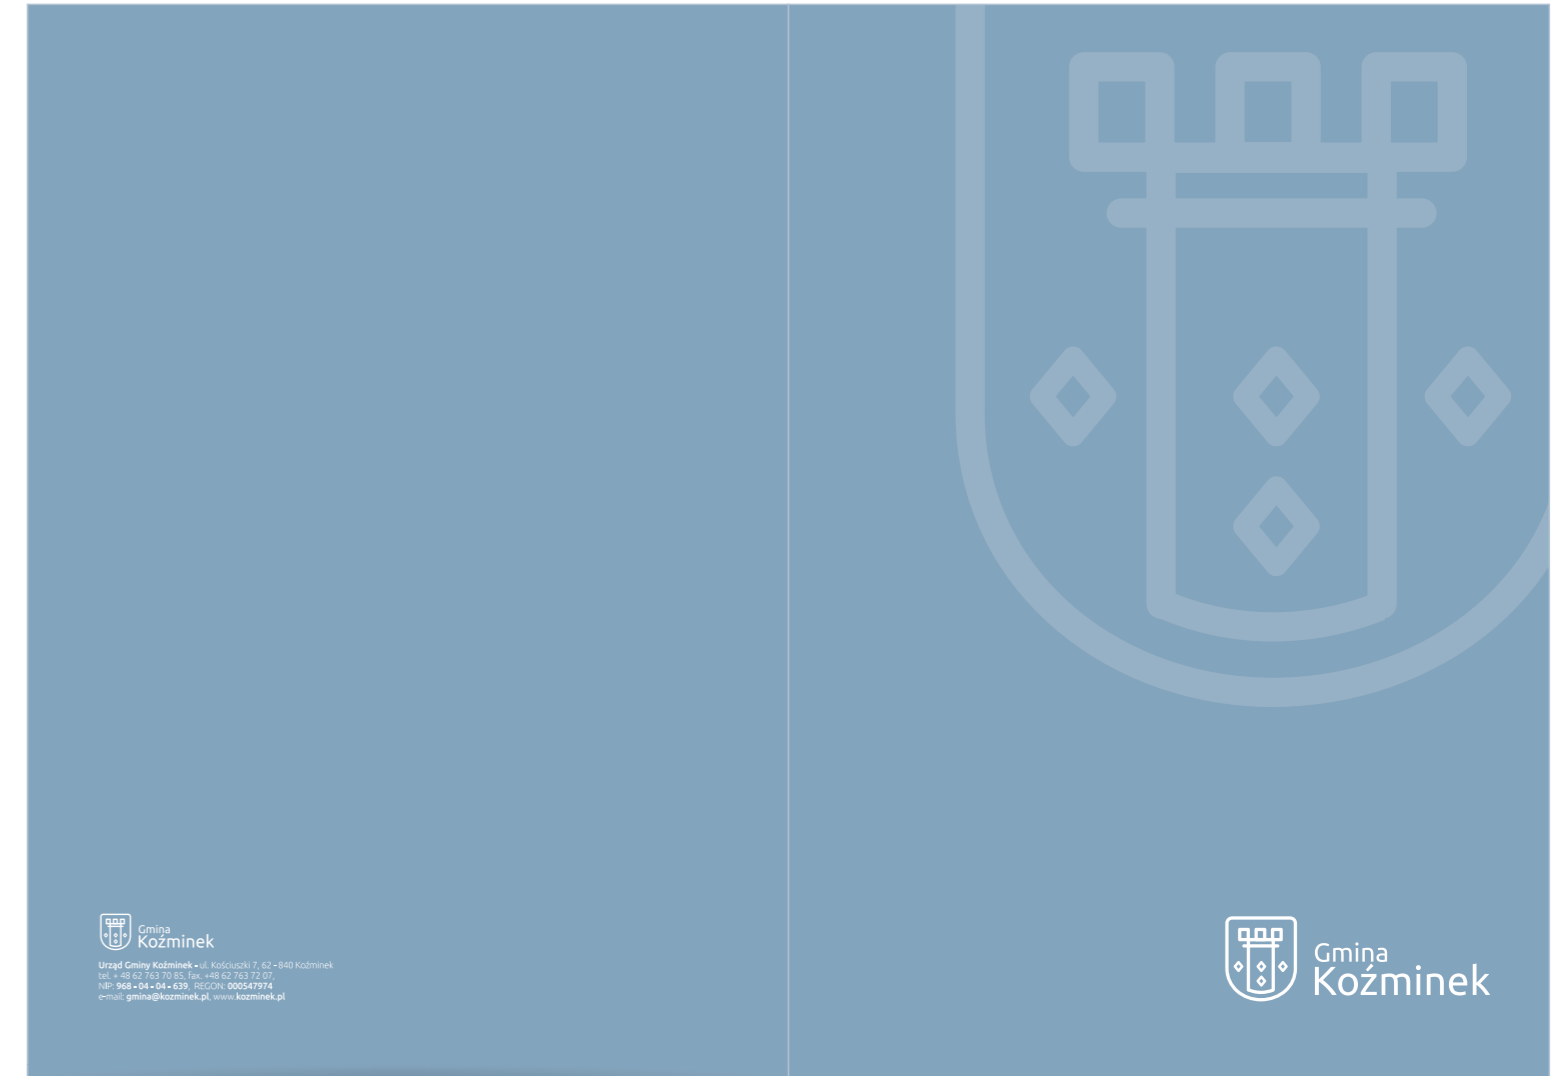 Gmina
Koźminek
Urząd Gminy Koźminek - ul. Kościuszki 7, 62 - 840 Koźminek
tel. + 48 62 763 70 85, fax. +48 62 763 72 07,
NIP: 968 - 04 - 04 - 639, REGON: 000547974
e-mail: gmina@kozminek.pl, www.kozminek.pl
Gmina
Koźminek